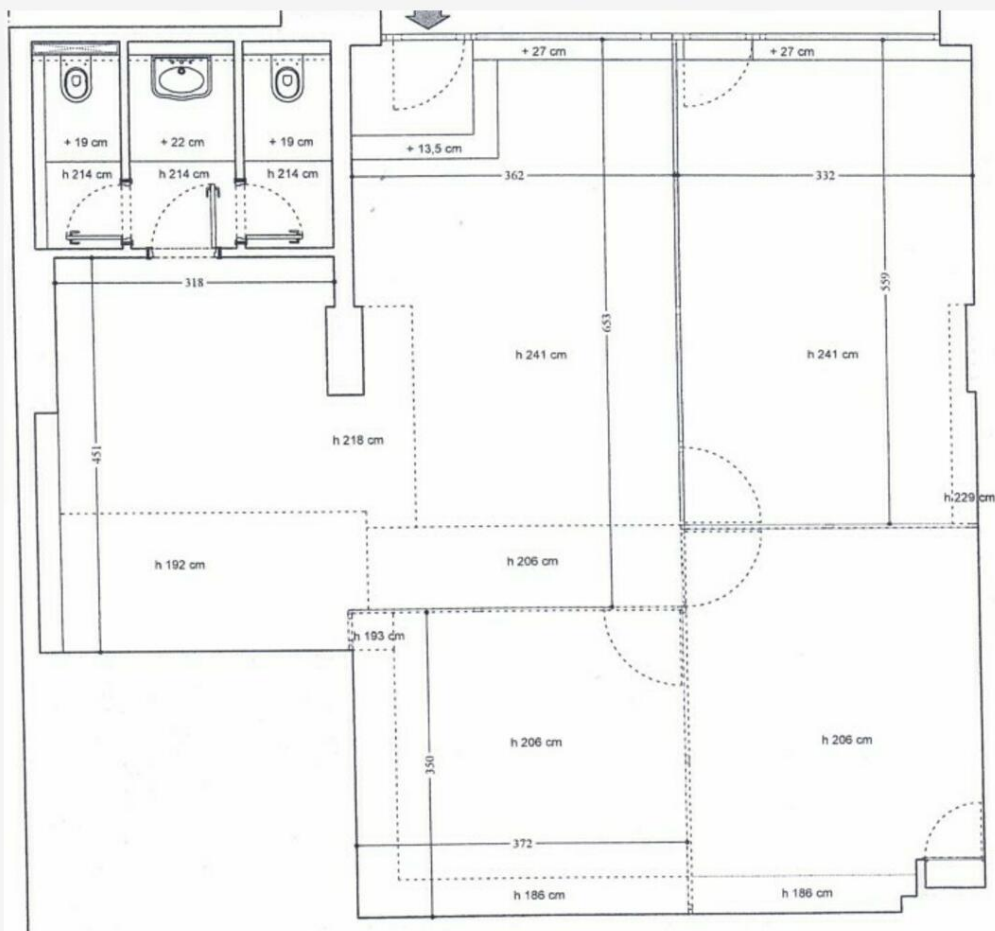 + 27 cm
+ 27 cm
+ 19 cm
+ 22 cm
+ 19 cm
+ 13,5 cm
h 214 cm
h 214 cm
h 214 cm
362
332
318
559
653
h 241 cm
h 241 cm
h 218 cm
451
h 229 cm
h 192 cm
h 206 cm
h 193 cm
h 206 cm
h 206 cm
350
372
h 186 cm
h 186 cm